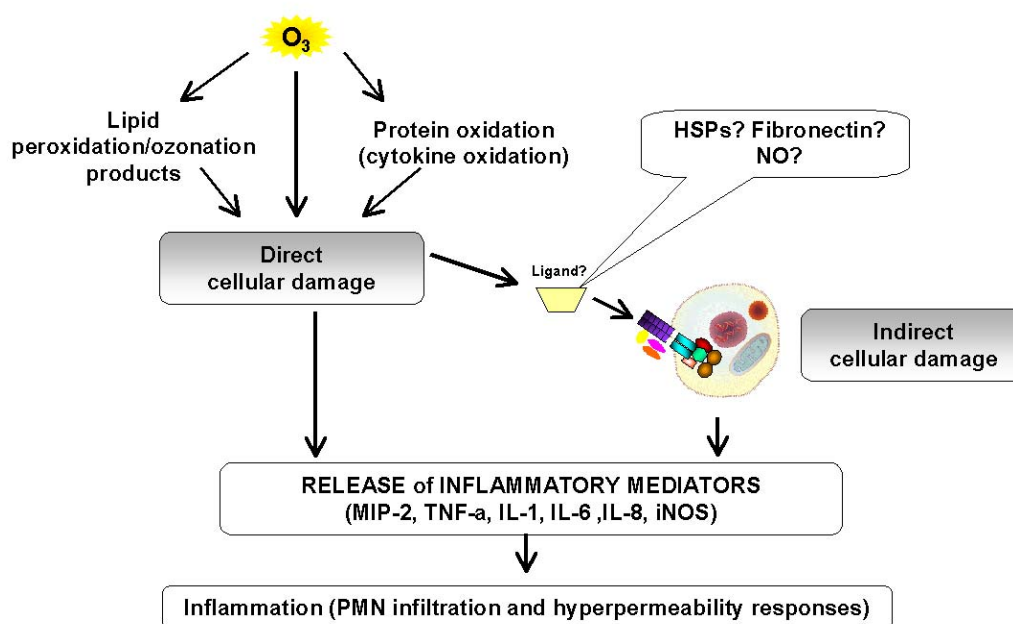 O3
Lipid
peroxidation/ozonation
products
Protein oxidation
(cytokine oxidation)
HSPs? Fibronectin?
NO?
Direct
cellular damage
Ligand?
Indirect
cellular damage
RELEASE of INFLAMMATORY MEDIATORS
(MIP-2, TNF-a, IL-1, IL-6 ,IL-8, iNOS)
Inflammation (PMN infiltration and hyperpermeability responses)